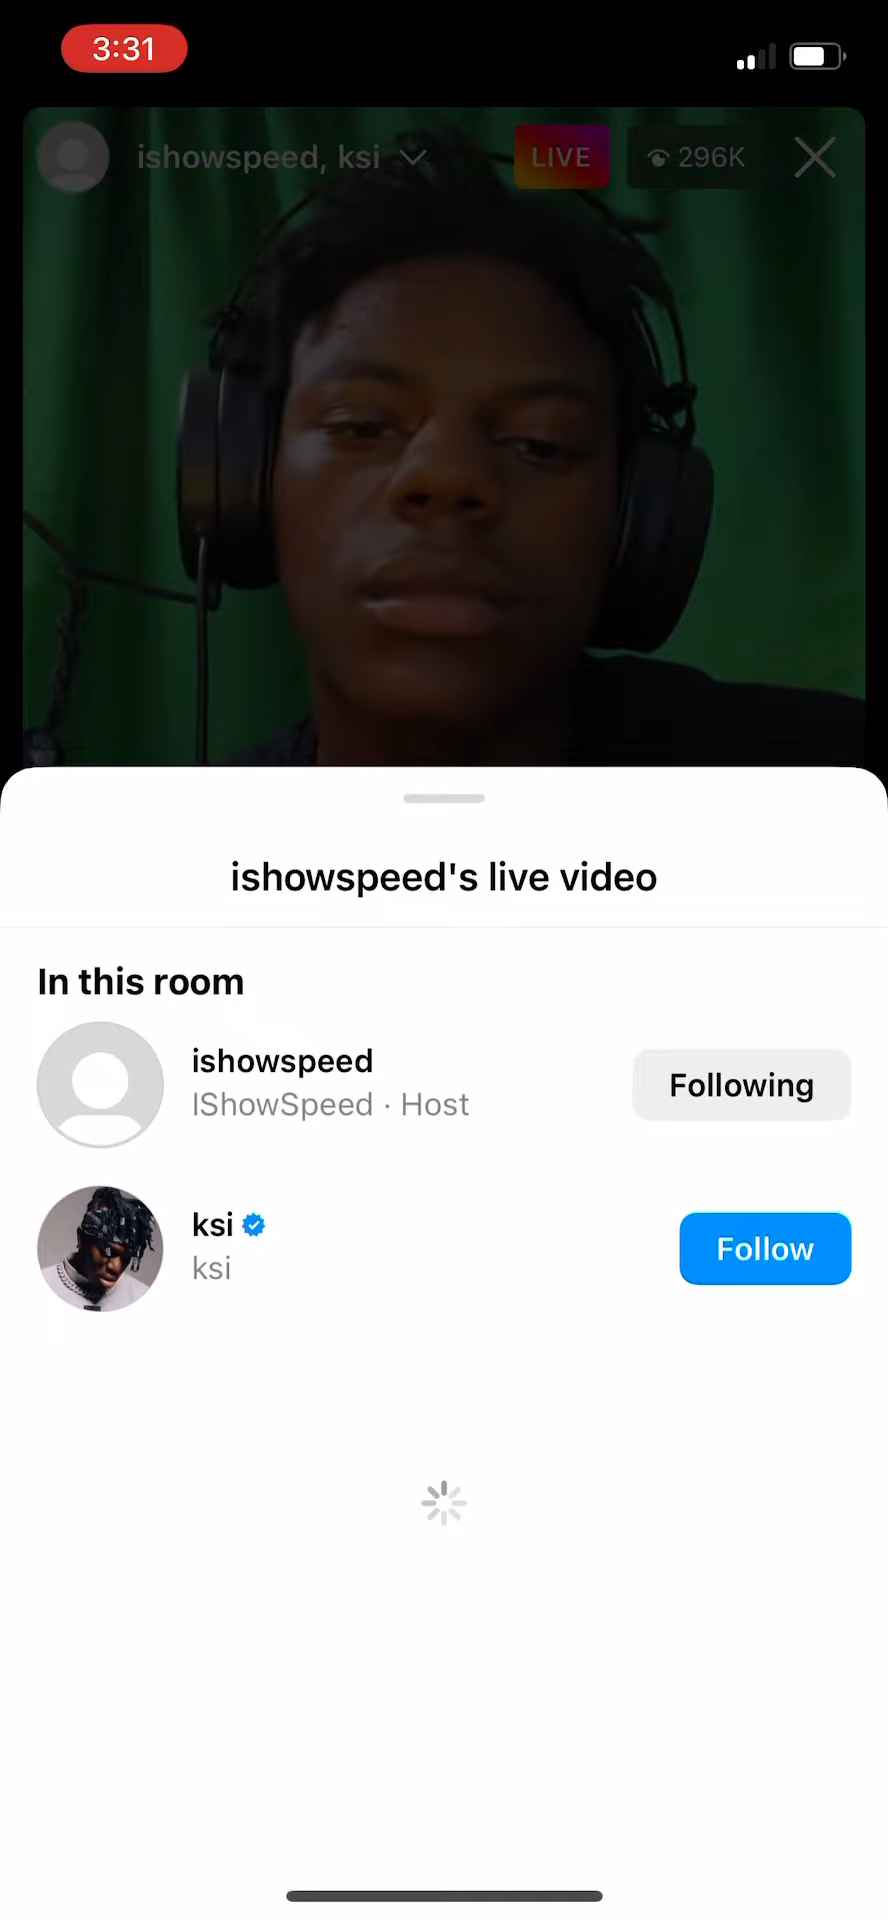 3:31
ishowspeed, ksi LIVE 296K
ishowspeed's live video
In this room
ishowspeed
IShowSpeed · Host
Following
ksi
ksi
Follow